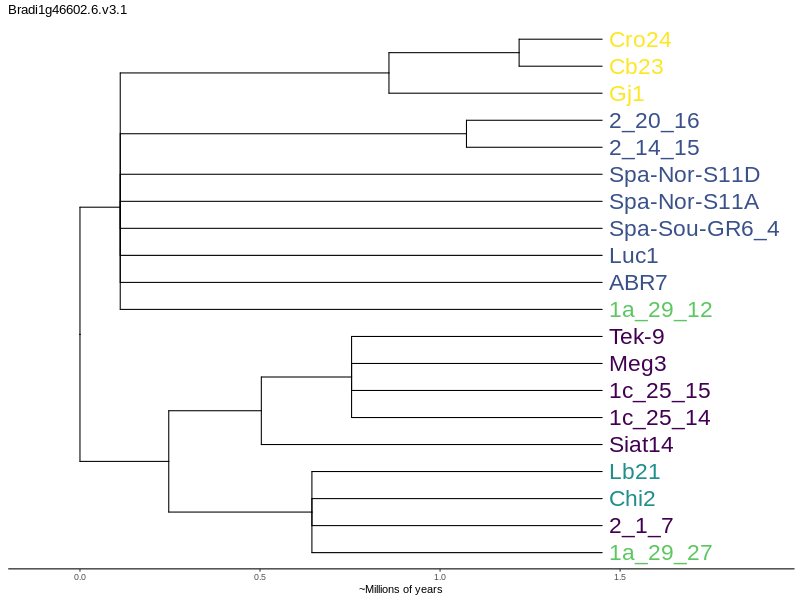 Bradi1g46602.6.v3.1
Cro24
Cb23
Gj1
2_20_16
2_14_15
Spa-Nor-S11D
Spa-Nor-S11A
Spa-Sou-GR6_4
Luc1
ABR7
1a_29_12
Tek-9
Meg3
1c_25_15
1c_25_14
Siat14
Lb21
Chi2
2_1_7
1a_29_27
0.0 0.5 1.0 1.5
~Millions of years